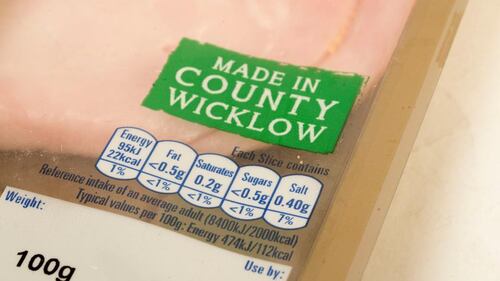 MADE IN
COUNTY
WICKLOW
Each Slice contains
Energy
95kJ
22kcal
1%
Fat
<0.5g
<1%
Saturates
0.2g
<1%
Sugars
<0.5g
<1%
Salt
0.40g
7%
Reference intake of an average adult (8400kJ/2000kcal)
Typical values per 100g: Energy 474kJ/112kcal
Weight:
100g
Use by: